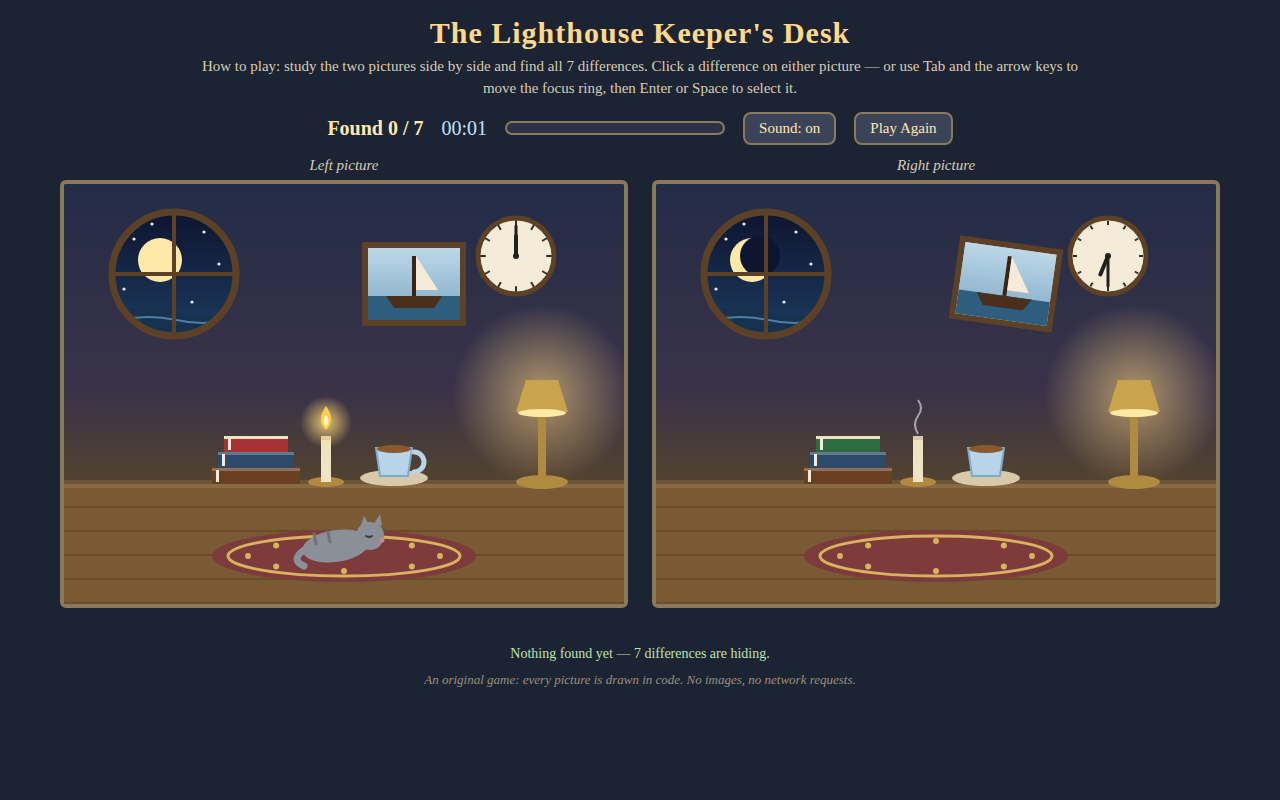 The Lighthouse Keeper's Desk
How to play: study the two pictures side by side and find all 7 differences. Click a difference on either picture — or use Tab and the arrow keys to
move the focus ring, then Enter or Space to select it.
Found 0 / 7 00:01 Sound: on Play Again
Left picture Right picture
Nothing found yet — 7 differences are hiding.
An original game: every picture is drawn in code. No images, no network requests.